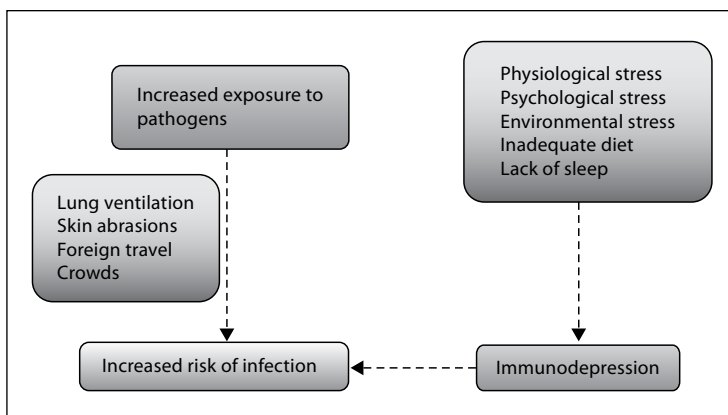 Increased exposure to
pathogens
Physiological stress
Psychological stress
Environmental stress
Inadequate diet
Lack of sleep
Lung ventilation
Skin abrasions
Foreign travel
Crowds
Increased risk of infection
Immunodepression